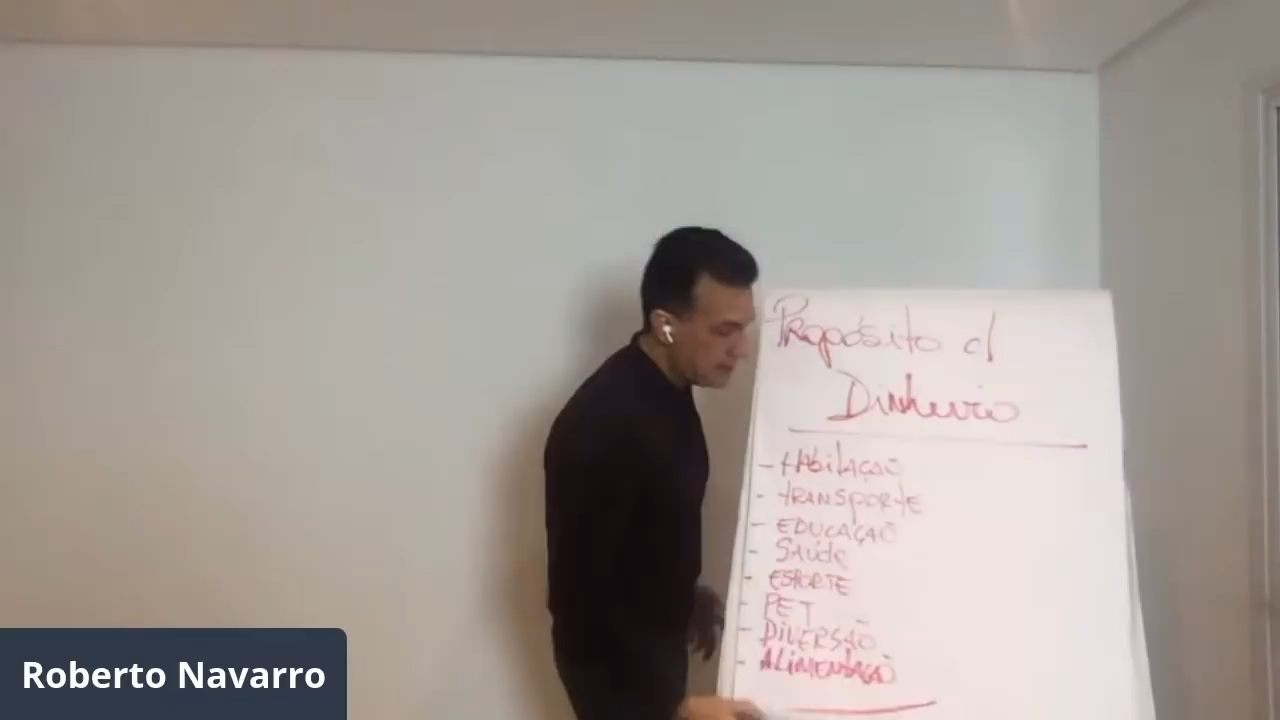 Propósito c/
Dinheiro
- Habitação
- TRANSPORTE
- EDUCAÇÃO
- Saúde
- ESPORTE
- PET
- DIVERSÃO
- ALIMENTAÇÃO
Roberto Navarro